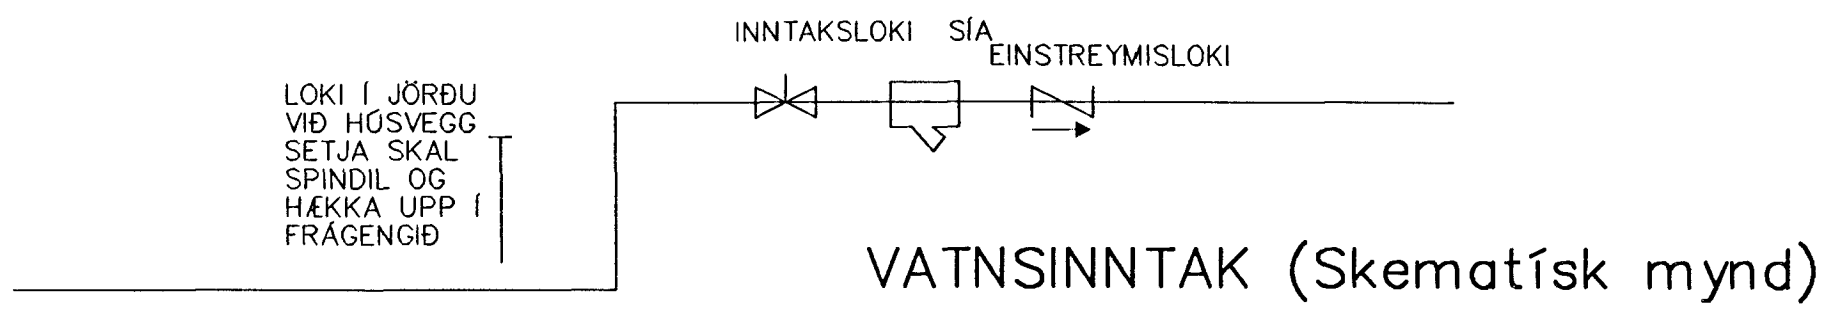 INNTAKSLOKI SÍA
EINSTREYMISLOKI
LOKI Í JÖRÐU
VIÐ HÚSVEGG
SETJA SKAL
SPINDIL OG
HÆKKA UPP Í
FRÁGENGIÐ
VATNSINNTAK (Skematísk mynd)